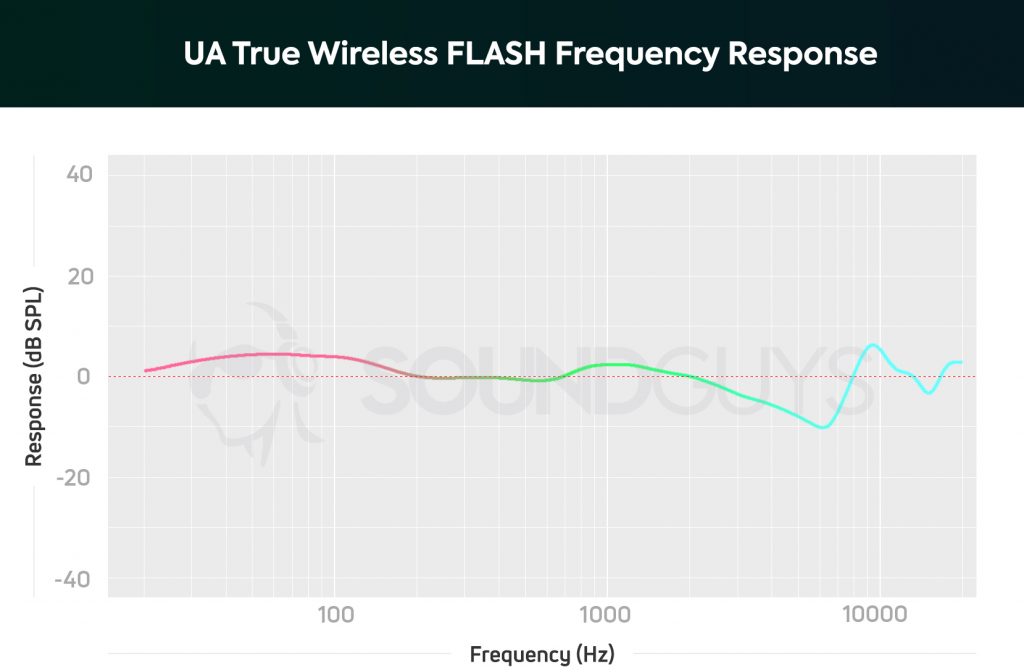 UA True Wireless FLASH Frequency Response
40
20
0
-20
-40
Response (dB SPL)
SOUNDGUYS
100
1000
10000
Frequency (Hz)